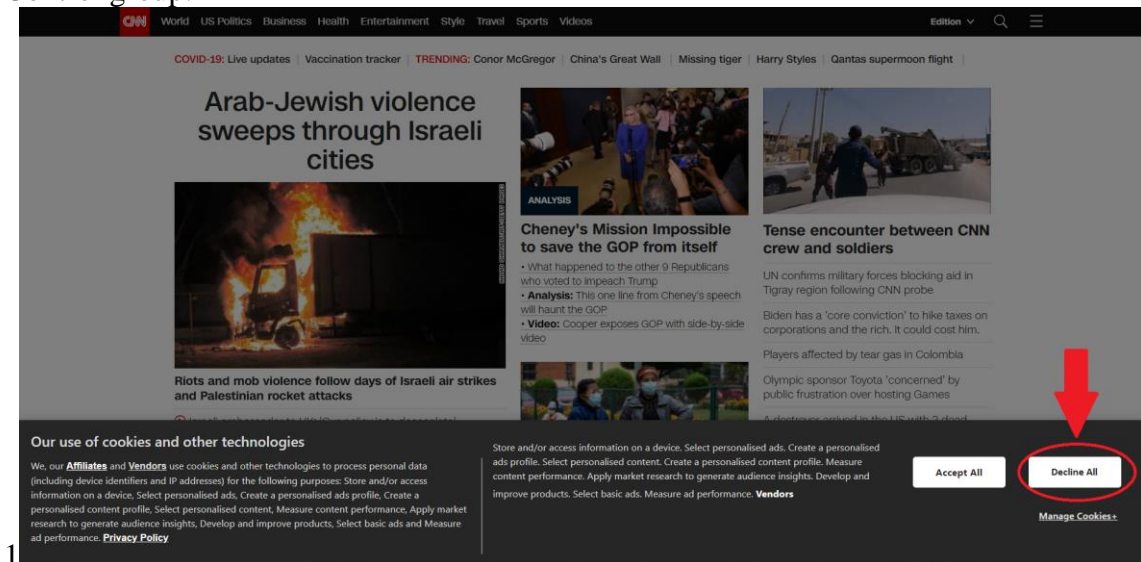 CNN World US Politics Business Health Entertainment Style Travel Sports Videos Edition
COVID-19: Live updates Vaccination tracker TRENDING: Conor McGregor China's Great Wall Missing tiger Harry Styles Qantas supermoon flight
Arab-Jewish violence
sweeps through Israeli
cities
Riots and mob violence follow days of Israeli air strikes
and Palestinian rocket attacks
ANALYSIS
Cheney's Mission Impossible
to save the GOP from itself
• What happened to the other 9 Republicans
who voted to impeach Trump
• Analysis: This one line from Cheney's speech
will haunt the GOP
• Video: Cooper exposes GOP with side-by-side
video
Tense encounter between CNN
crew and soldiers
UN confirms military forces blocking aid in
Tigray region following CNN probe
Biden has a 'core conviction' to hike taxes on
corporations and the rich. It could cost him.
Players affected by tear gas in Colombia
Olympic sponsor Toyota 'concerned' by
public frustration over hosting Games
Our use of cookies and other technologies
We, our Affiliates and Vendors use cookies and other technologies to process personal data
(including device identifiers and IP addresses) for the following purposes: Store and/or access
information on a device, Select personalised ads, Create a personalised ads profile, Create a
personalised content profile, Select personalised content, Measure content performance, Apply market
research to generate audience insights, Develop and improve products, Select basic ads and Measure
ad performance. Privacy Policy
Store and/or access information on a device. Select personalised ads. Create a personalised
ads profile. Select personalised content. Create a personalised content profile. Measure
content performance. Apply market research to generate audience insights. Develop and
improve products. Select basic ads. Measure ad performance. Vendors
Accept All
Decline All
Manage Cookies+
1